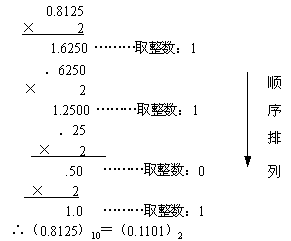 0.8125
× 2
1.6250 ………取整数：1
. 6250
× 2
1.2500 ………取整数：1
. 25
× 2
.50 ………取整数：0
× 2
1.0 ………取整数：1
∴（0.8125）10＝（0.1101）2
顺
序
排
列